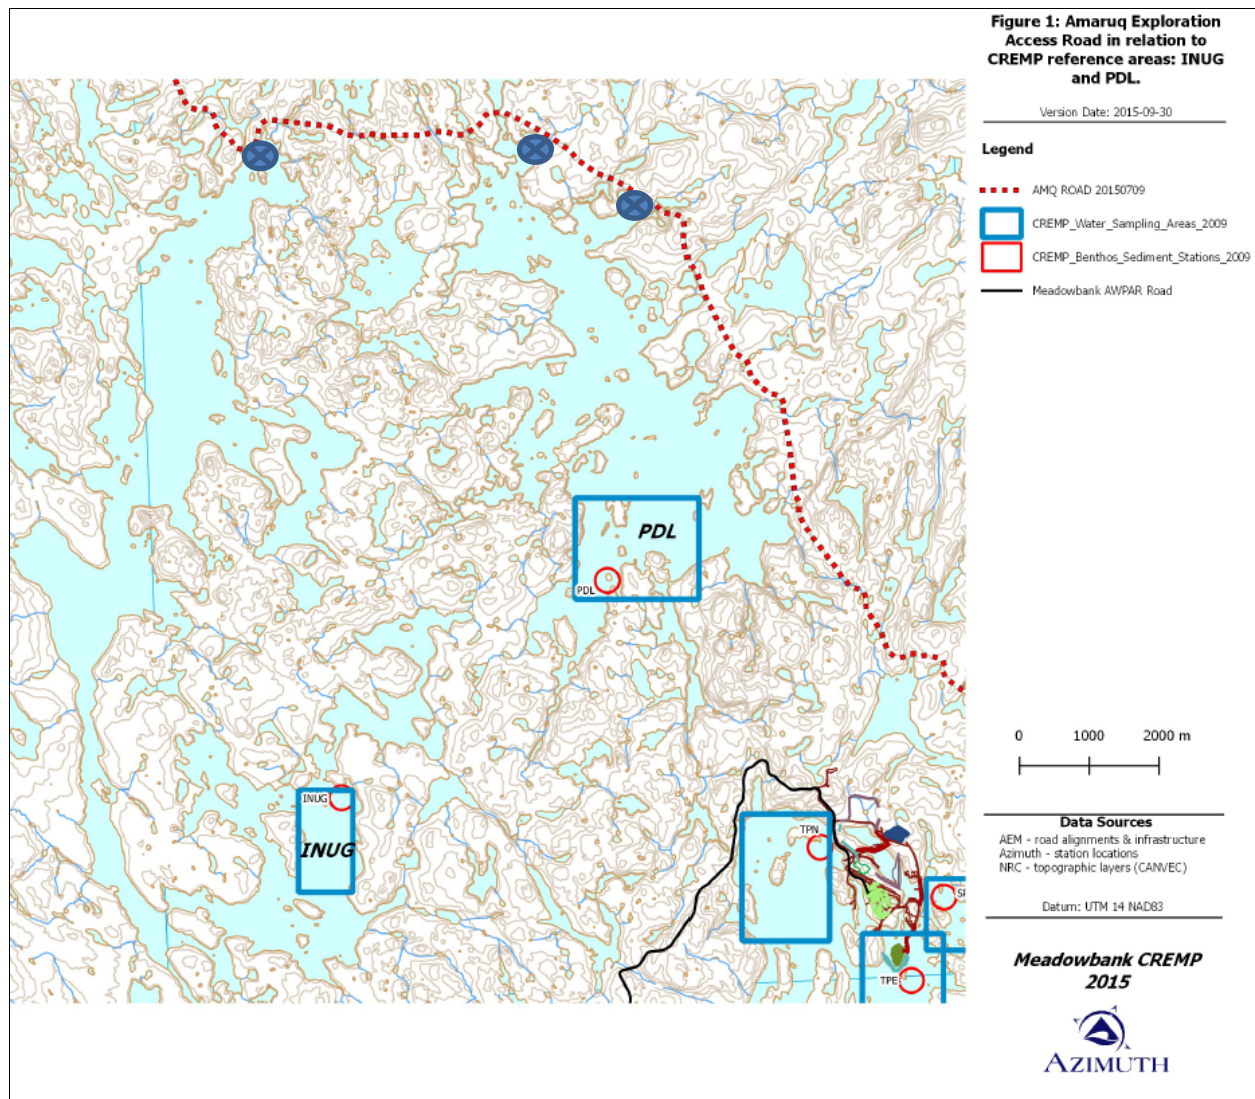 Figure 1: Amaruq Exploration
Access Road in relation to
CREMP reference areas: INUG
and PDL.
Version Date: 2015-09-30
Legend
AMQ ROAD 20150709
CREMP_Water_Sampling_Areas_2009
CREMP_Benthos_Sediment_Stations_2009
Meadowbank AWPAR Road
PDL
PDL
INUG
INUG
TPN
TPE
0 1000 2000 m
Data Sources
AEM - road alignments & infrastructure
Azimuth - station locations
NRC - topographic layers (CANVEC)
Datum: UTM 14 NAD83
Meadowbank CREMP
2015
AZIMUTH